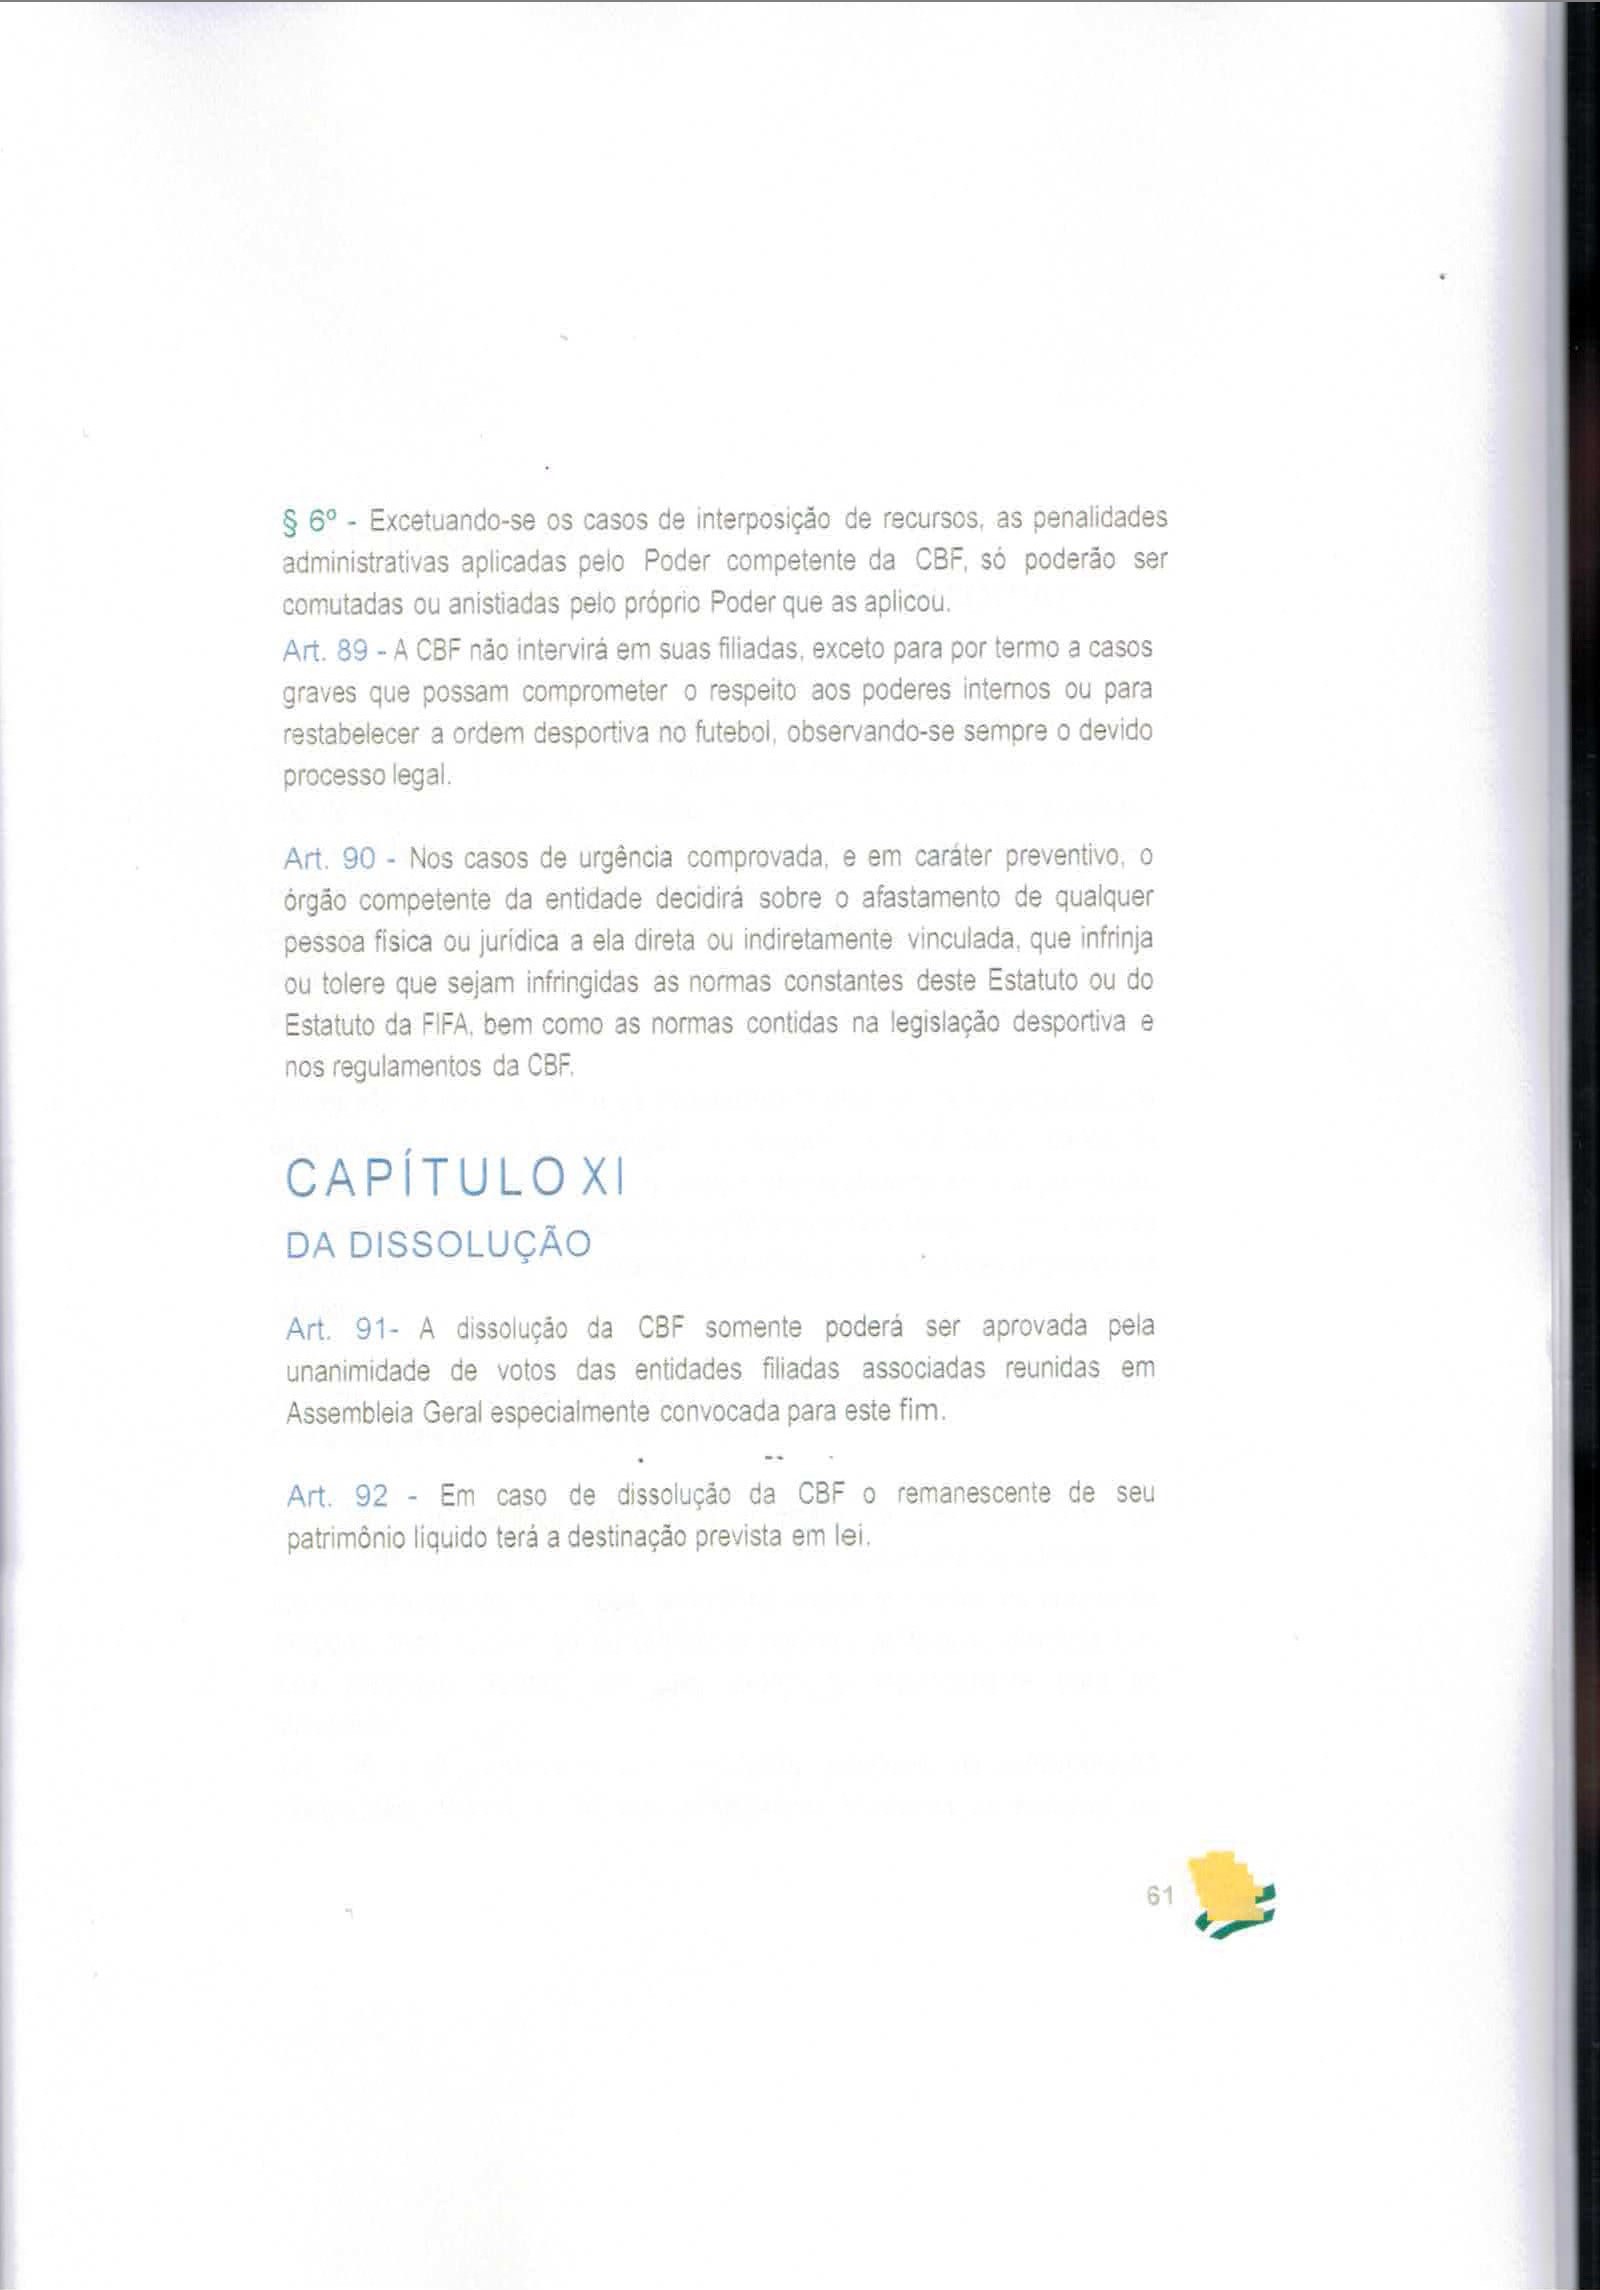 § 6º - Excetuando-se os casos de interposição de recursos, as penalidades
administrativas aplicadas pelo Poder competente da CBF, só poderão ser
comutadas ou anistiadas pelo próprio Poder que as aplicou.
Art. 89 - A CBF não intervirá em suas filiadas, exceto para por termo a casos
graves que possam comprometer o respeito aos poderes internos ou para
restabelecer a ordem desportiva no futebol, observando-se sempre o devido
processo legal.
Art. 90 - Nos casos de urgência comprovada, e em caráter preventivo, o
órgão competente da entidade decidirá sobre o afastamento de qualquer
pessoa física ou jurídica a ela direta ou indiretamente vinculada, que infrinja
ou tolere que sejam infringidas as normas constantes deste Estatuto ou do
Estatuto da FIFA, bem como as normas contidas na legislação desportiva e
nos regulamentos da CBF.
CAPÍTULO XI
DA DISSOLUÇÃO
Art. 91- A dissolução da CBF somente poderá ser aprovada pela
unanimidade de votos das entidades filiadas associadas reunidas em
Assembleia Geral especialmente convocada para este fim.
Art. 92 - Em caso de dissolução da CBF o remanescente de seu
patrimônio líquido terá a destinação prevista em lei.
61